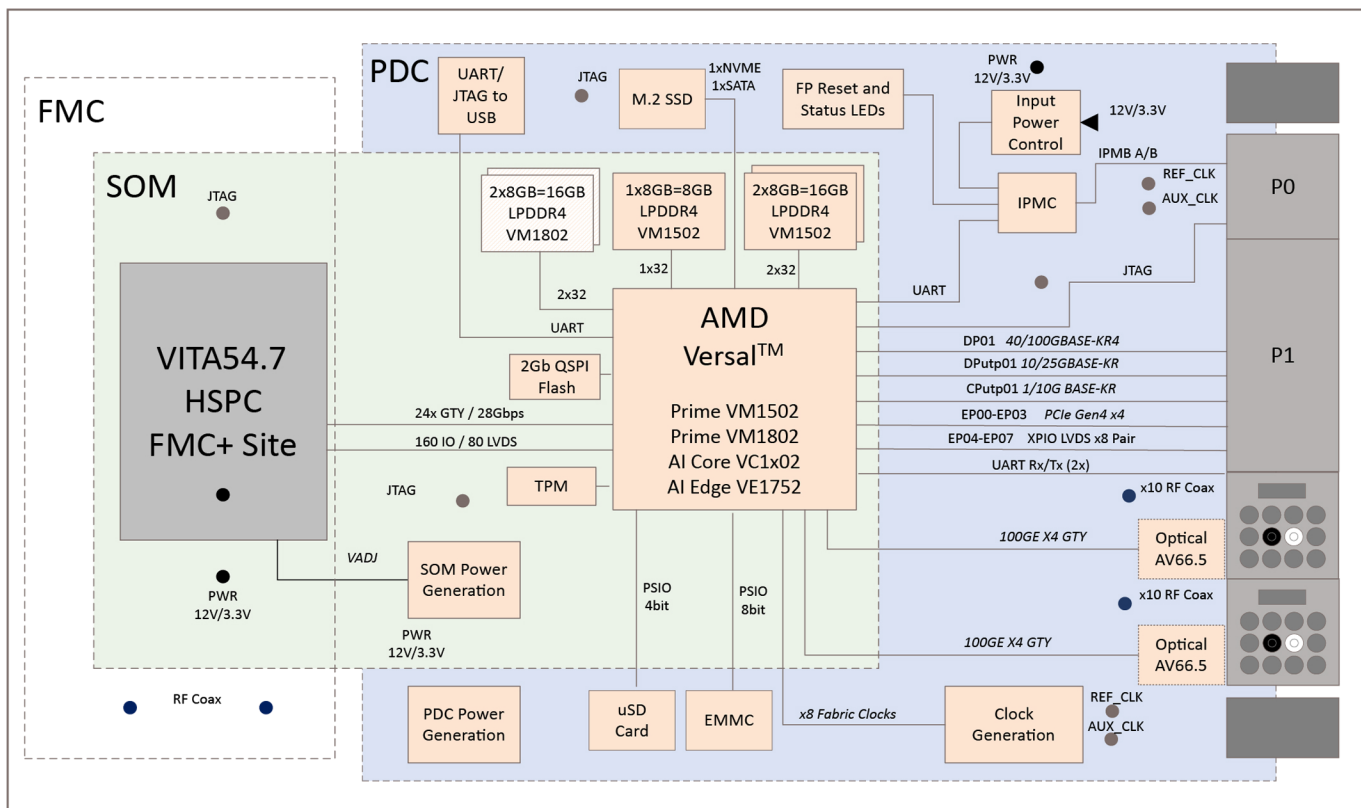 PDC
UART/
JTAG to
USB
JTAG
M.2 SSD
1xNVME
1xSATA
FP Reset and
Status LEDs
PWR
12V/3.3V
Input
Power
Control
12V/3.3V
FMC
SOM
JTAG
2x8GB=16GB
LPDDR4
VM1802
1x8GB=8GB
LPDDR4
VM1502
2x8GB=16GB
LPDDR4
VM1502
IPMC
IPMB A/B
REF_CLK
AUX_CLK
P0
2x32
1x32
2x32
UART
UART
JTAG
VITA54.7
HSPC
FMC+ Site
AMD
Versal™
Prime VM1502
Prime VM1802
AI Core VC1x02
AI Edge VE1752
2Gb QSPI
Flash
24x GTY / 28Gbps
160 IO / 80 LVDS
TPM
JTAG
DP01 40/100GBASE-KR4
DPutp01 10/25GBASE-KR
CPutp01 1/10G BASE-KR
EP00-EP03 PCIe Gen4 x4
EP04-EP07 XPIO LVDS x8 Pair
UART Rx/Tx (2x)
P1
x10 RF Coax
100GE X4 GTY
Optical
AV66.5
x10 RF Coax
100GE X4 GTY
Optical
AV66.5
VADJ
SOM Power
Generation
PWR
12V/3.3V
PWR
12V/3.3V
PSIO
4bit
PSIO
8bit
RF Coax
PDC Power
Generation
uSD
Card
EMMC
x8 Fabric Clocks
Clock
Generation
REF_CLK
AUX_CLK